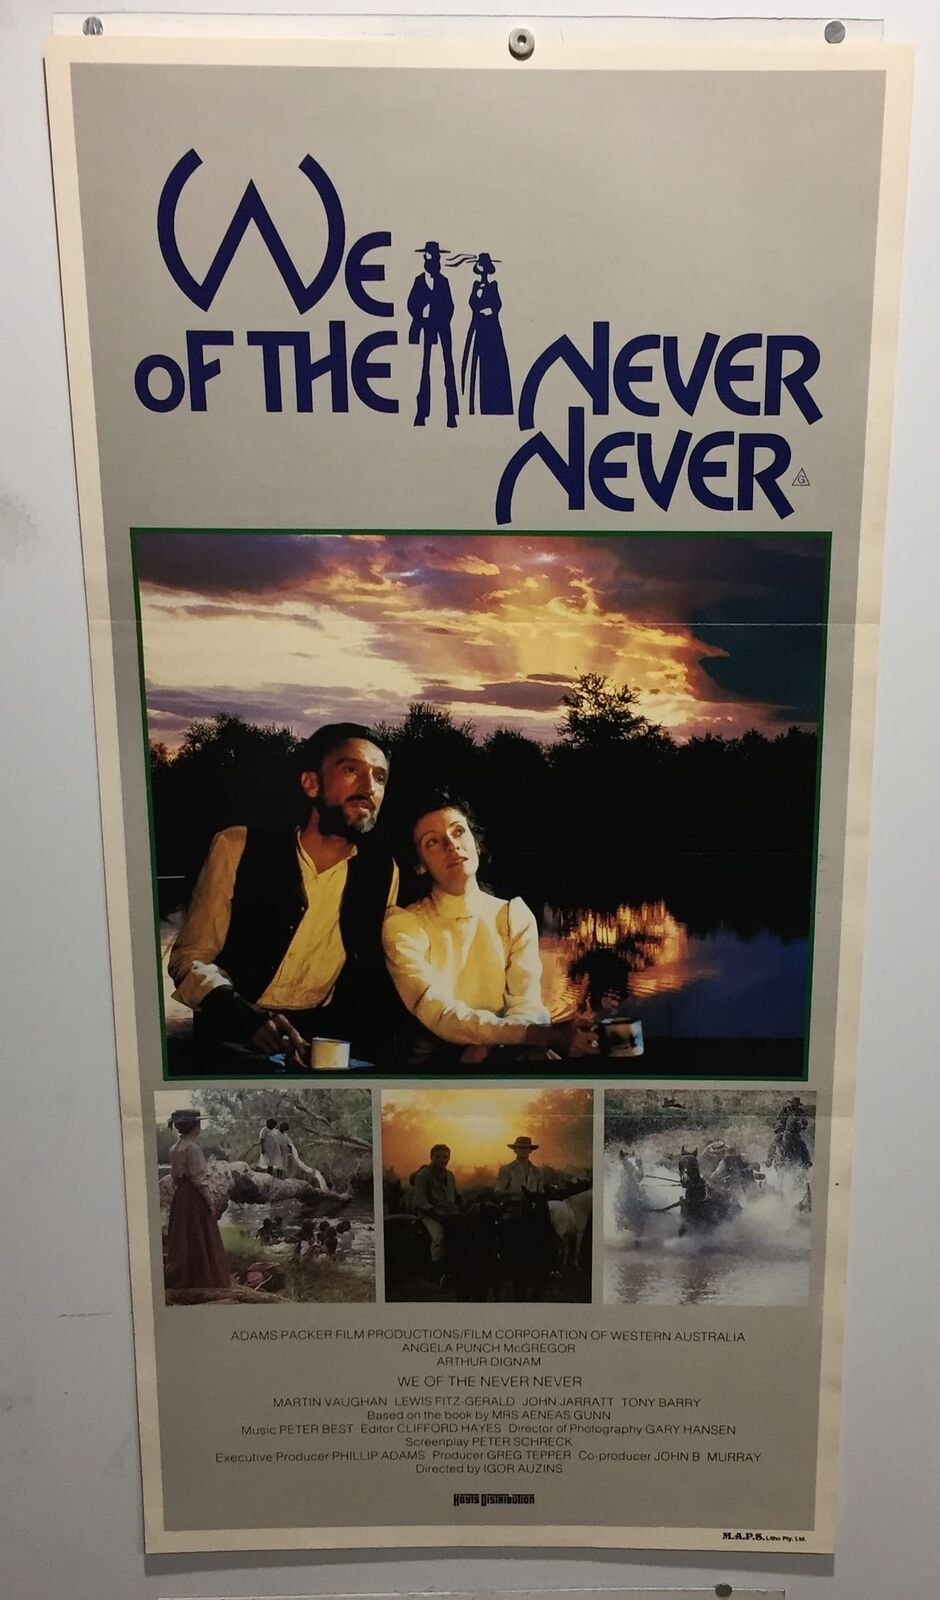 We
of the Never
Never
G
ADAMS PACKER FILM PRODUCTIONS/FILM CORPORATION OF WESTERN AUSTRALIA
ANGELA PUNCH McGREGOR
ARTHUR DIGNAM
WE OF THE NEVER NEVER
MARTIN VAUGHAN LEWIS FITZ-GERALD JOHN JARRATT TONY BARRY
Based on the book by MRS AENEAS GUNN
Music PETER BEST Editor CLIFFORD HAYES Director of Photography GARY HANSEN
Screenplay PETER SCHRECK
Executive Producer PHILLIP ADAMS Producer GREG TEPPER Co-producer JOHN B MURRAY
Directed by IGOR AUZINS
Hoyts Distribution
M.A.P.S. Litho Pty. Ltd.